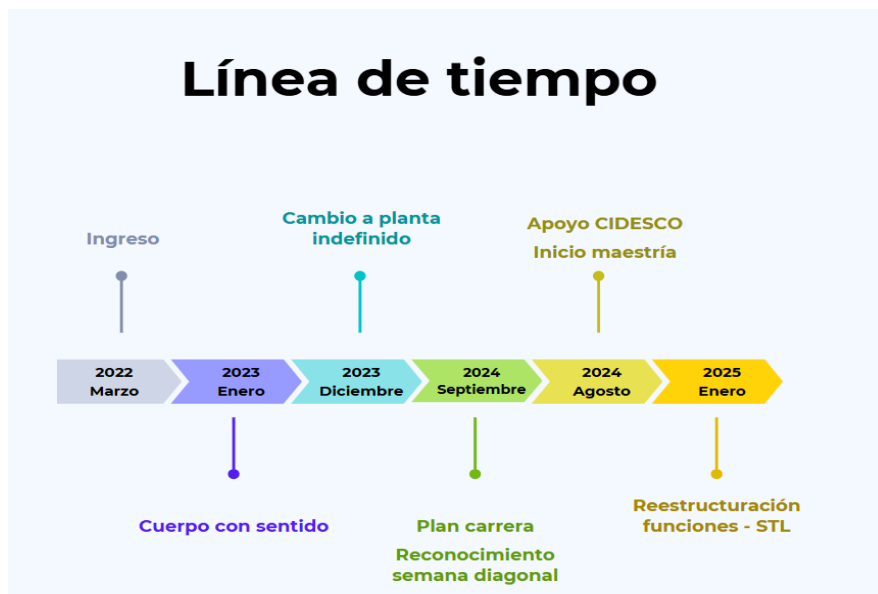 Línea de tiempo
Ingreso
Cambio a planta
indefinido
Apoyo CIDESCO
Inicio maestría
2022
Marzo
2023
Enero
2023
Diciembre
2024
Septiembre
2024
Agosto
2025
Enero
Cuerpo con sentido
Plan carrera
Reconocimiento
semana diagonal
Reestructuración
funciones - STL